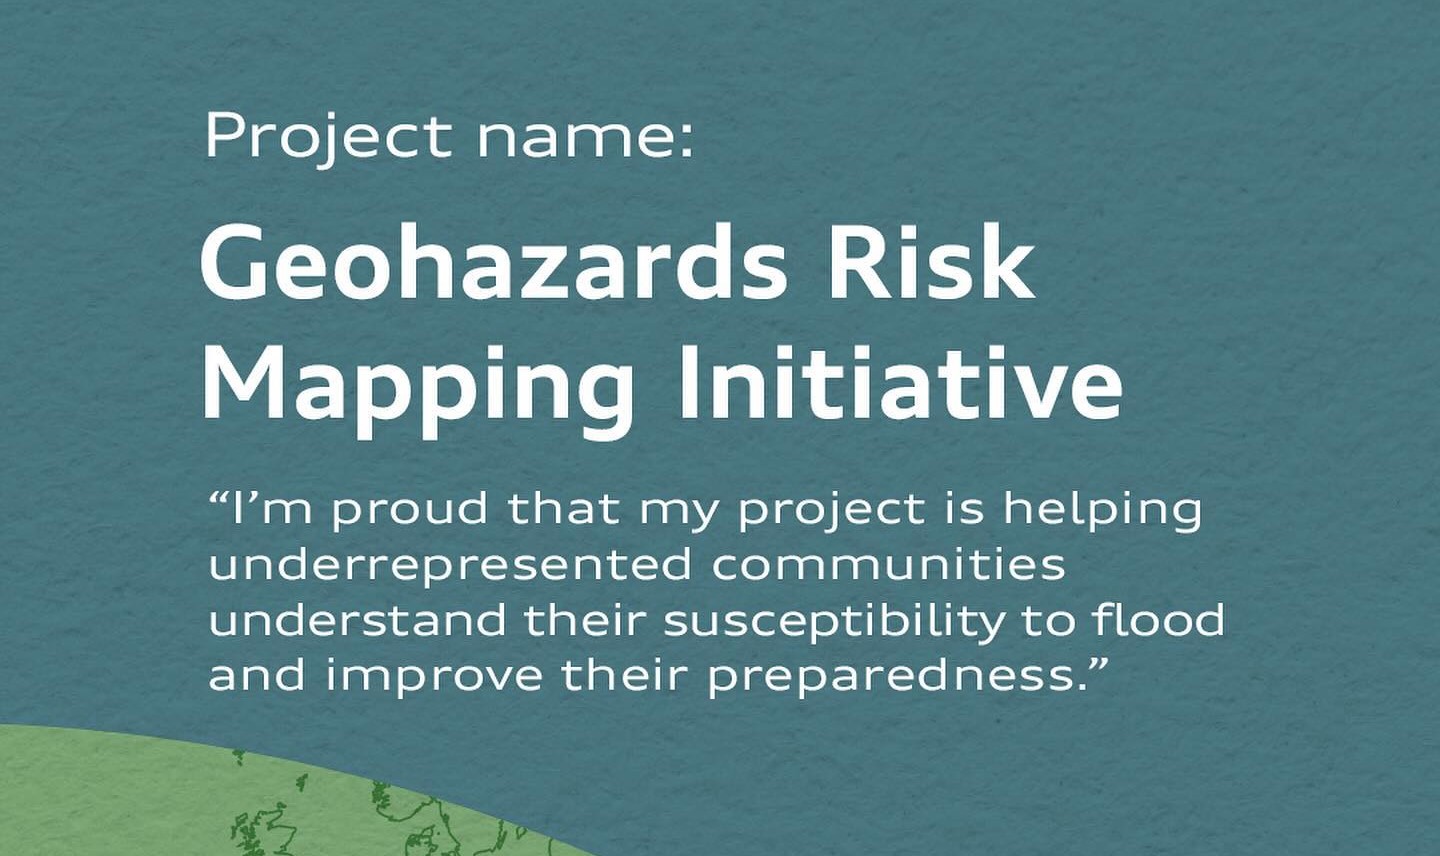 Project name:
Geohazards Risk
Mapping Initiative
“I’m proud that my project is helping
underrepresented communities
understand their susceptibility to flood
and improve their preparedness.”